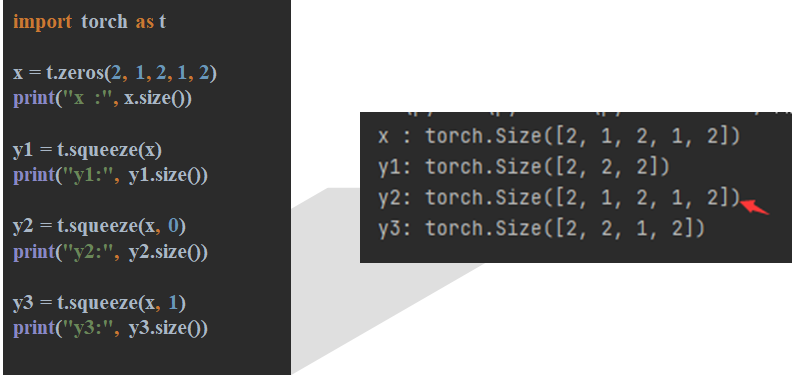 import torch as t
x = t.zeros(2, 1, 2, 1, 2)
print("x :", x.size())
y1 = t.squeeze(x)
print("y1:", y1.size())
y2 = t.squeeze(x, 0)
print("y2:", y2.size())
y3 = t.squeeze(x, 1)
print("y3:", y3.size())
x : torch.Size([2, 1, 2, 1, 2])
y1: torch.Size([2, 2, 2])
y2: torch.Size([2, 1, 2, 1, 2])
y3: torch.Size([2, 2, 1, 2])